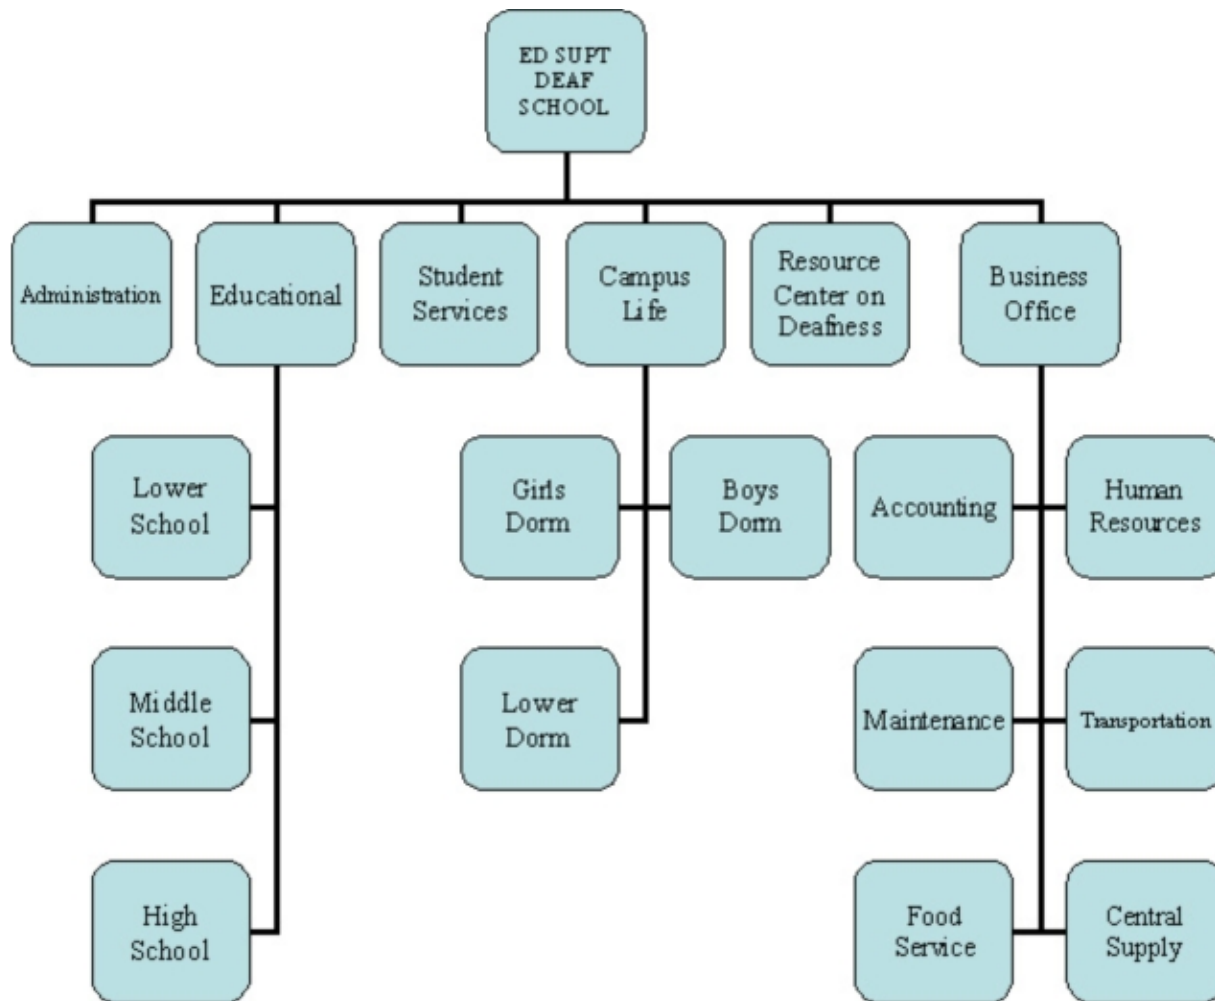 ED SUPT
DEAF
SCHOOL
Administration
Educational
Student
Services
Campus
Life
Resource
Center on
Deafness
Business
Office
Lower
School
Girls
Dorm
Boys
Dorm
Accounting
Human
Resources
Middle
School
Lower
Dorm
Maintenance
Transportation
High
School
Food
Service
Central
Supply